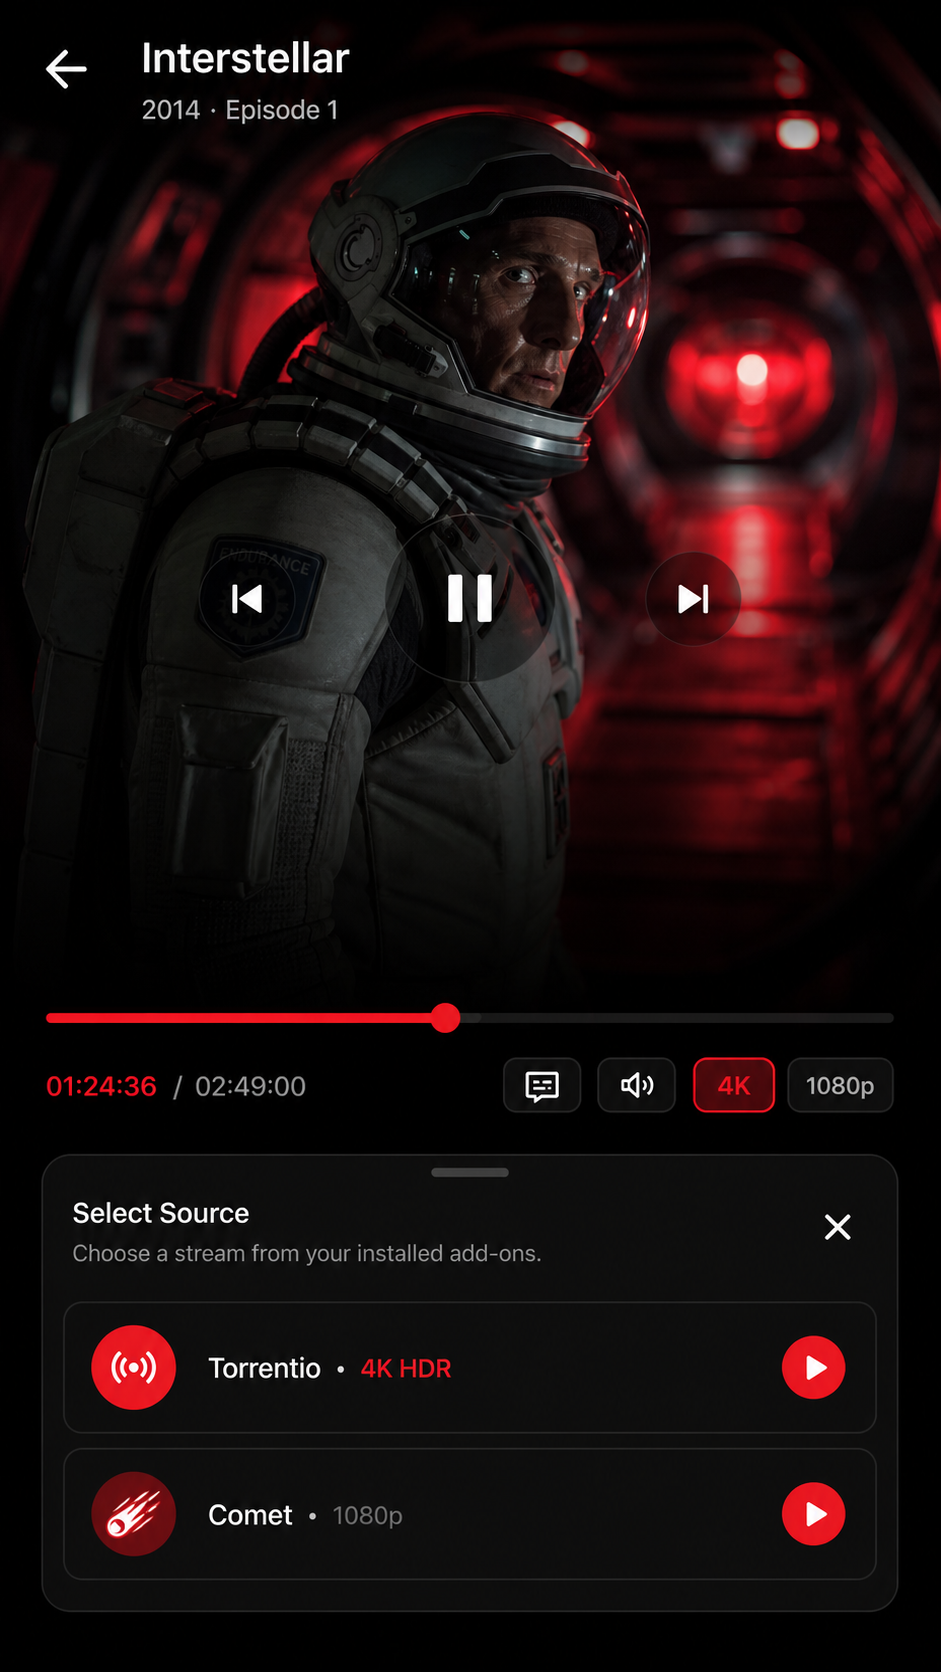 Interstellar
2014 · Episode 1
ENDURANCE
01:24:36 / 02:49:00
4K
1080p
Select Source
Choose a stream from your installed add-ons.
Torrentio • 4K HDR
Comet • 1080p